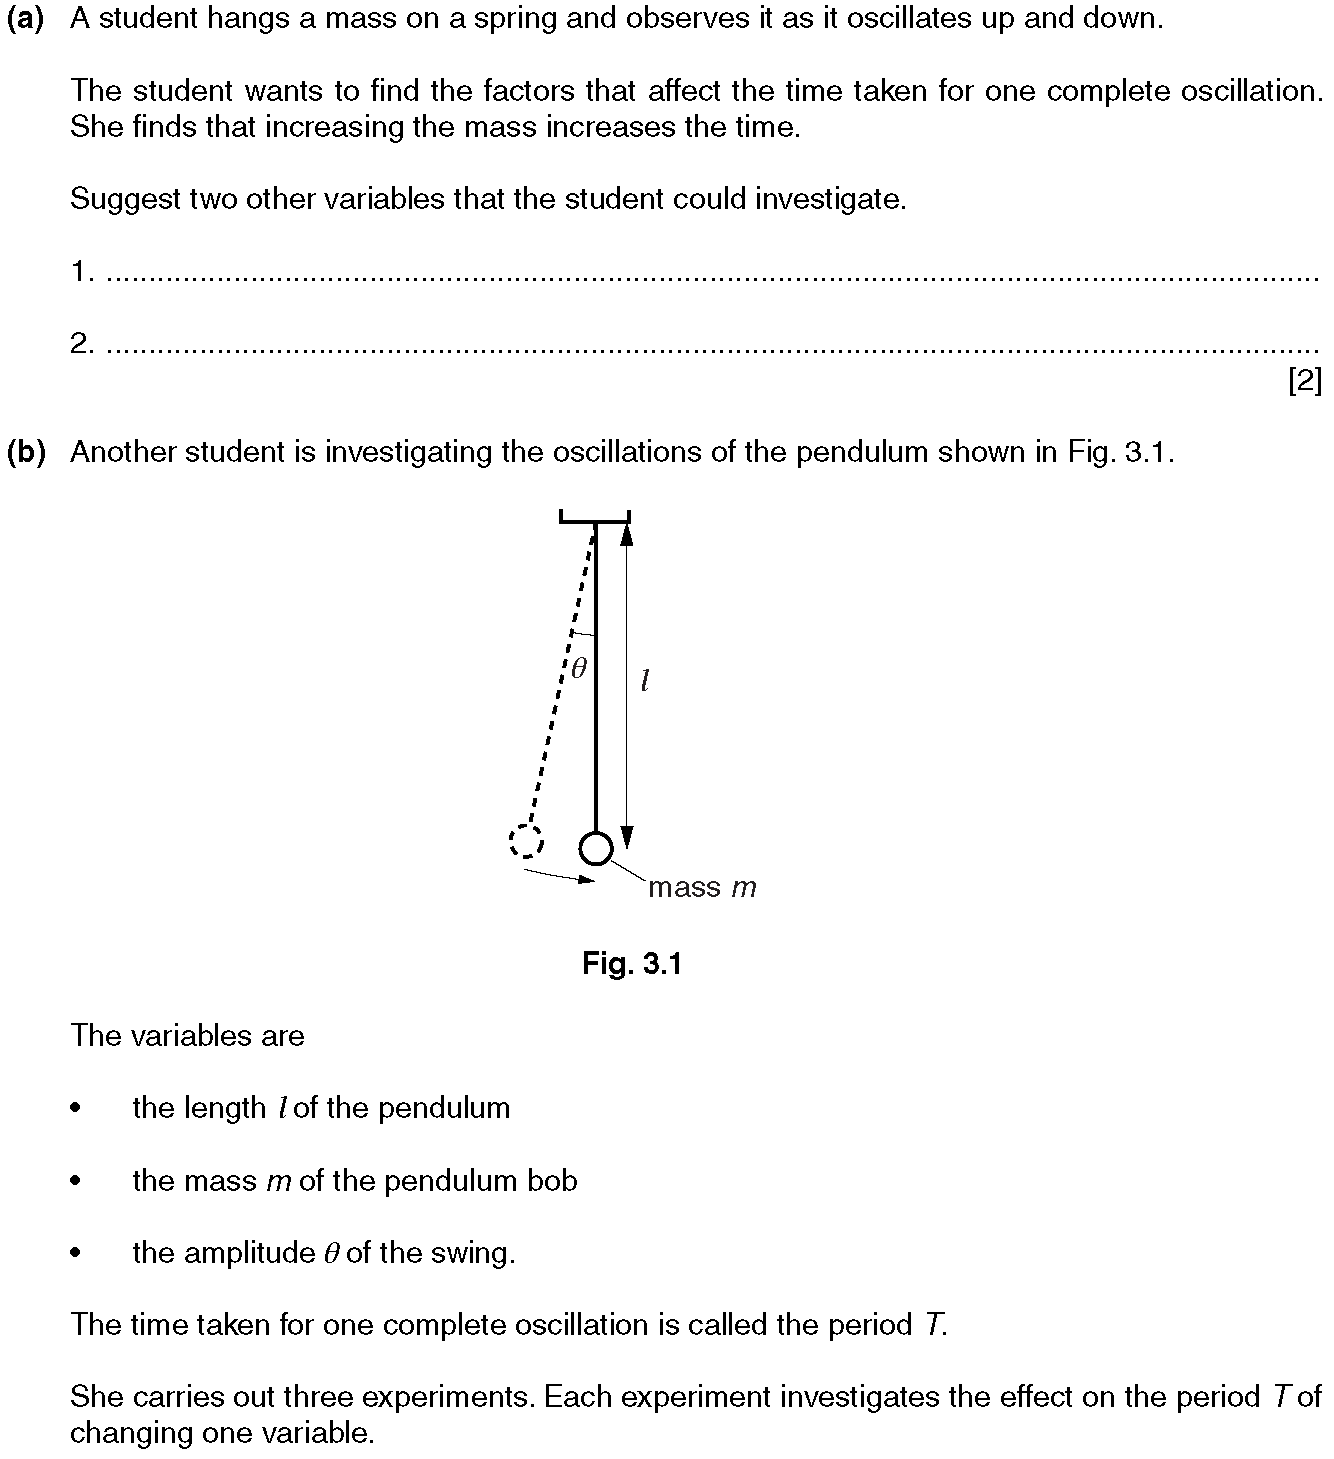 (a) A student hangs a mass on a spring and observes it as it oscillates up and down.
The student wants to find the factors that affect the time taken for one complete oscillation.
She finds that increasing the mass increases the time.
Suggest two other variables that the student could investigate.
1. ..........................................................................................................................................
2. ..........................................................................................................................................
[2]
(b) Another student is investigating the oscillations of the pendulum shown in Fig. 3.1.
θ
l
mass m
Fig. 3.1
The variables are
• the length l of the pendulum
• the mass m of the pendulum bob
• the amplitude θ of the swing.
The time taken for one complete oscillation is called the period T.
She carries out three experiments. Each experiment investigates the effect on the period T of
changing one variable.